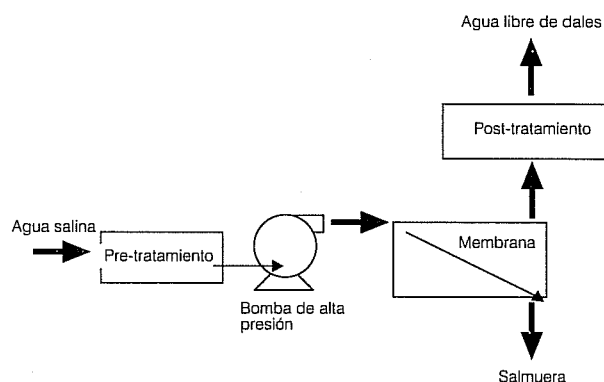 Agua libre de dales
Post-tratamiento
Agua salina
Pre-tratamiento
Membrana
Bomba de alta
presión
Salmuera